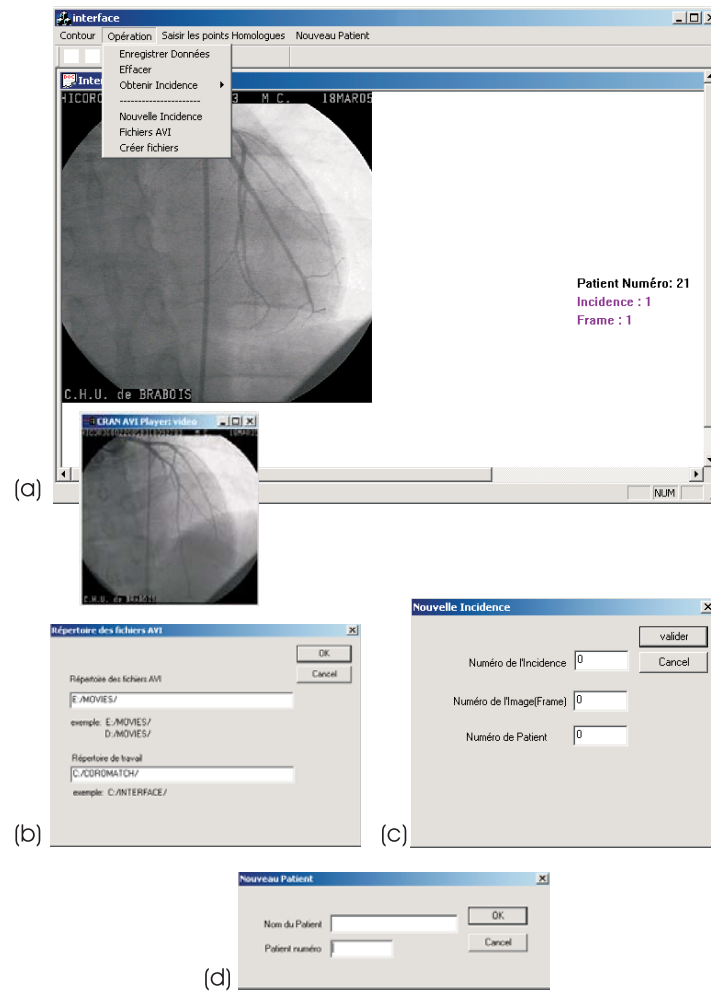 interface
Contour Opération Saisir les points Homologues Nouveau Patient
Enregistrer Données
Effacer
Obtenir Incidence
----------------------
Nouvelle Incidence
Fichiers AVI
Créer fichiers
M.C. 18MAR05
Patient Numéro: 21
Incidence : 1
Frame : 1
C.H.U. de BRABOIS
CRAN AVI Player: video
NUM
(a)
Répertoire des fichiers AVI
OK
Cancel
Répertoire des fichiers AVI
E:/MOVIES/
exemple: E:/MOVIES/
D:/MOVIES/
Répertoire de travail
C:/COROMATCH/
exemple: C:/INTERFACE/
(b)
Nouvelle Incidence
valider
Numéro de l'Incidence 0
Cancel
Numéro de l'Image(Frame) 0
Numéro de Patient 0
(c)
Nouveau Patient
Nom du Patient
OK
Patient numéro
Cancel
(d)